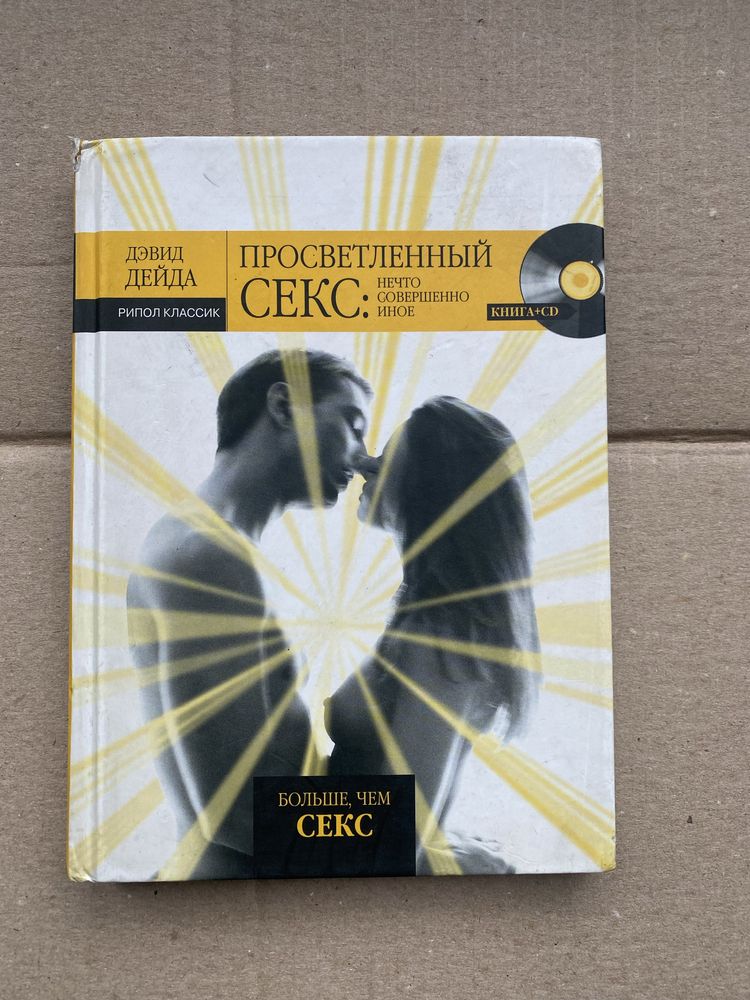 ДЭВИД
ДЕЙДА
РИПОЛ КЛАССИК
ПРОСВЕТЛЕННЫЙ
СЕКС:
НЕЧТО
СОВЕРШЕННО
ИНОЕ
КНИГА+CD
БОЛЬШЕ, ЧЕМ
СЕКС